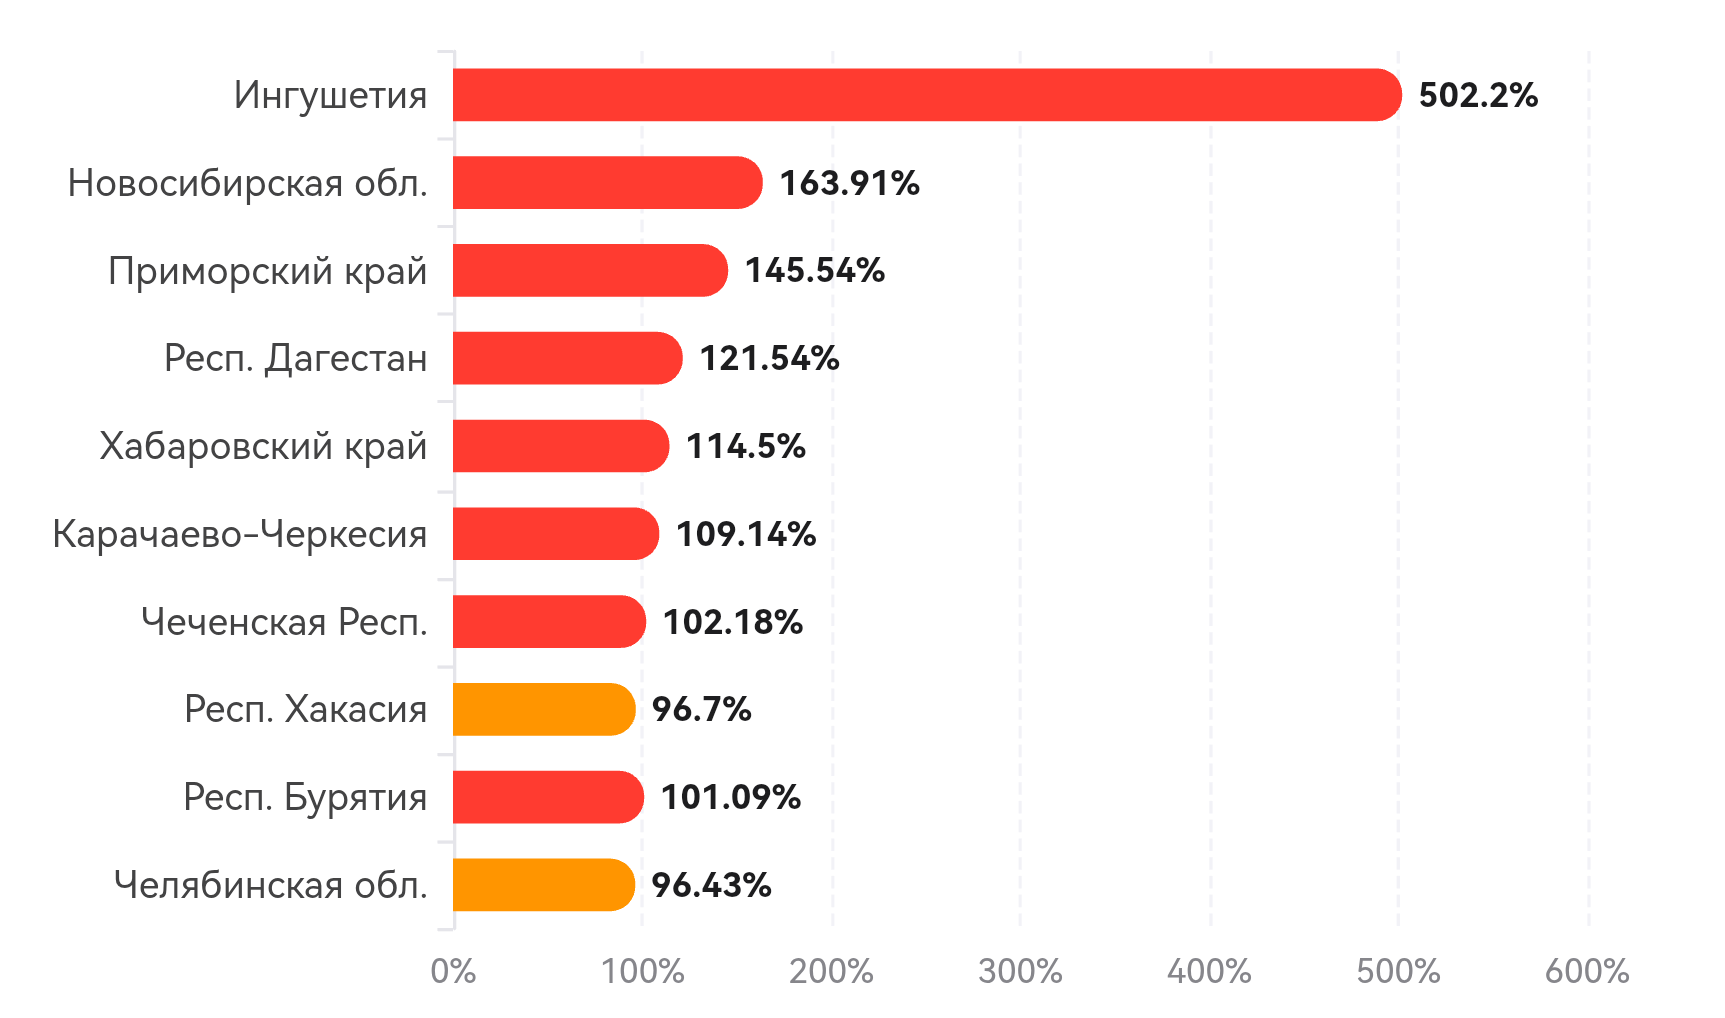 Ингушетия 502.2%
Новосибирская обл. 163.91%
Приморский край 145.54%
Респ. Дагестан 121.54%
Хабаровский край 114.5%
Карачаево-Черкесия 109.14%
Чеченская Респ. 102.18%
Респ. Хакасия 96.7%
Респ. Бурятия 101.09%
Челябинская обл. 96.43%
0% 100% 200% 300% 400% 500% 600%